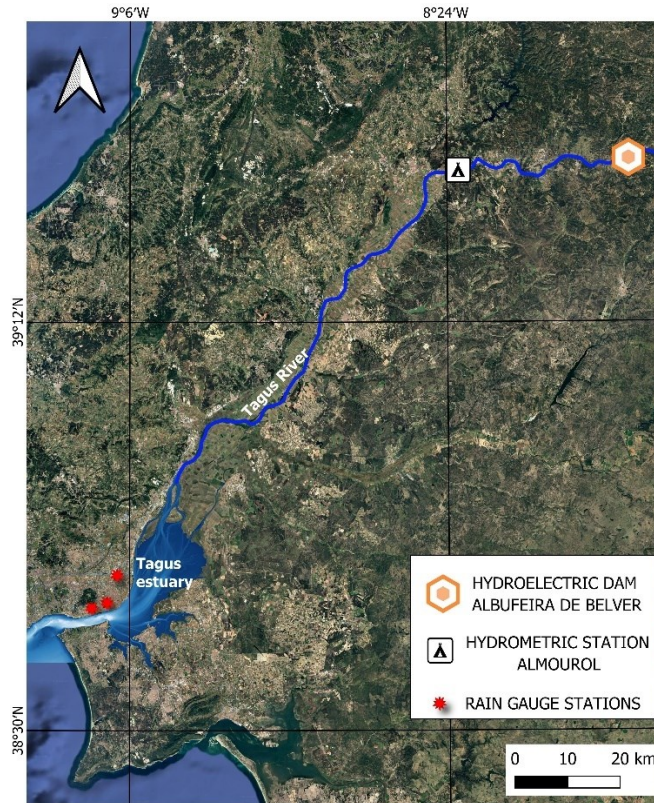 9°6'W
8°24'W
39°12'N
Tagus River
Tagus
estuary
HYDROELECTRIC DAM
ALBUFEIRA DE BELVER
HYDROMETRIC STATION
ALMOUROL
RAIN GAUGE STATIONS
38°30'N
0 10 20 km